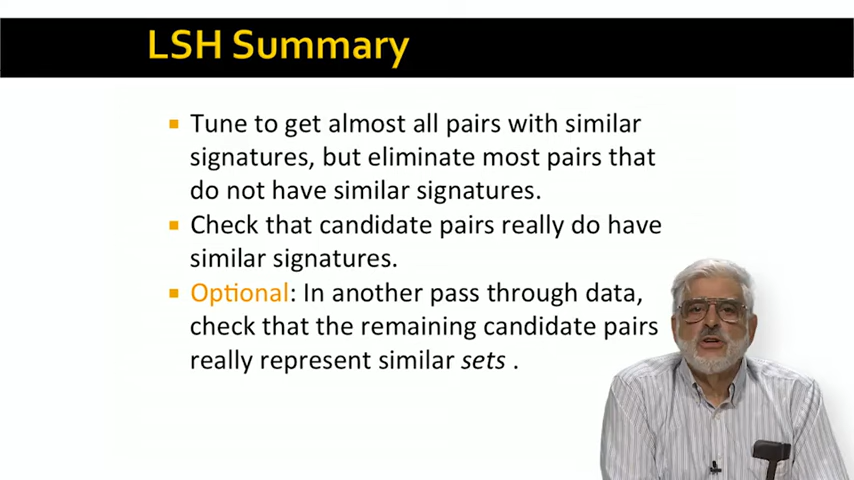 LSH Summary
Tune to get almost all pairs with similar
signatures, but eliminate most pairs that
do not have similar signatures.
Check that candidate pairs really do have
similar signatures.
Optional: In another pass through data,
check that the remaining candidate pairs
really represent similar sets .